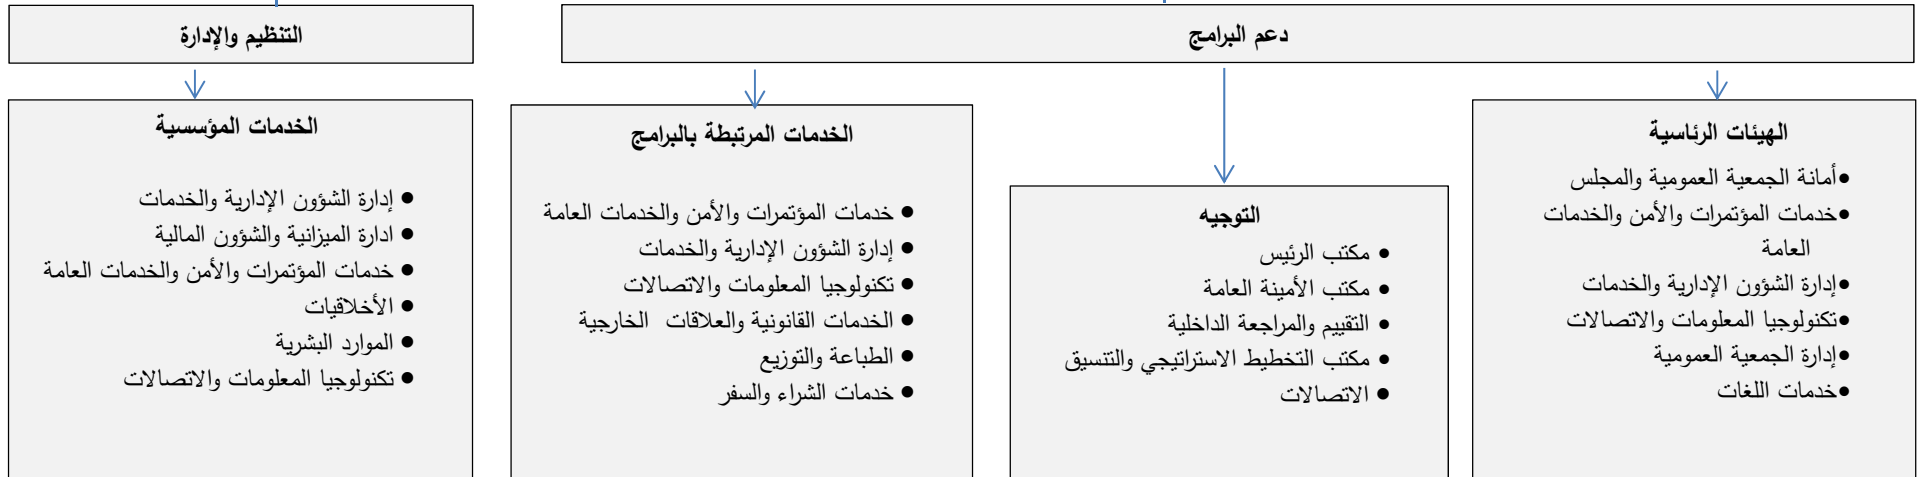 دعم البرامج
التنظيم والإدارة
الهيئات الرئاسية
•أمانة الجمعية العمومية والمجلس
•خدمات المؤتمرات والأمن والخدمات
العامة
•إدارة الشؤون الإدارية والخدمات
•تكنولوجيا المعلومات والاتصالات
•إدارة الجمعية العمومية
•خدمات اللغات
التوجيه
• مكتب الرئيس
• مكتب الأمينة العامة
• التقييم والمراجعة الداخلية
• مكتب التخطيط الاستراتيجي والتنسيق
• الاتصالات
الخدمات المرتبطة بالبرامج
• خدمات المؤتمرات والأمن والخدمات العامة
• إدارة الشؤون الإدارية والخدمات
• تكنولوجيا المعلومات والاتصالات
• الخدمات القانونية والعلاقات الخارجية
• الطباعة والتوزيع
• خدمات الشراء والسفر
الخدمات المؤسسية
• إدارة الشؤون الإدارية والخدمات
• ادارة الميزانية والشؤون المالية
• خدمات المؤتمرات والأمن والخدمات العامة
• الأخلاقيات
• الموارد البشرية
• تكنولوجيا المعلومات والاتصالات